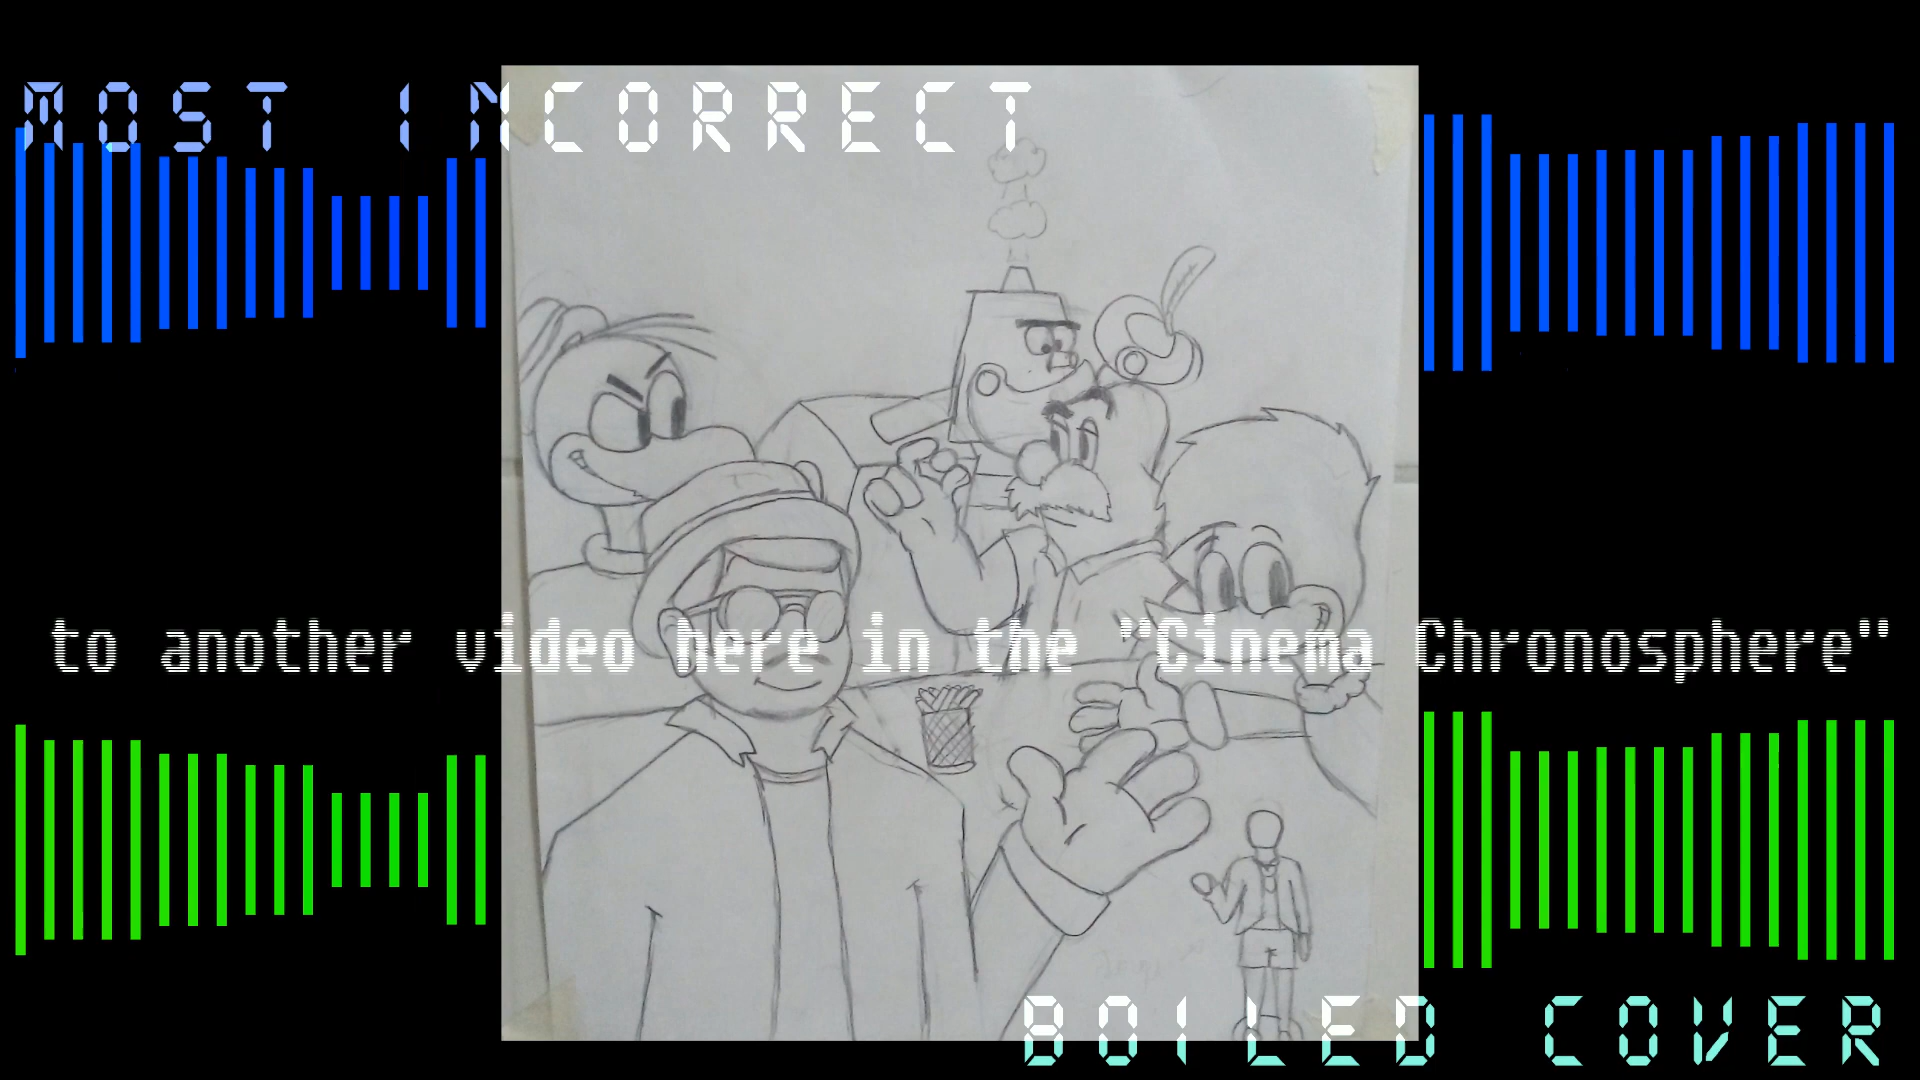 MOST INCORRECT
to another video here in the "Cinema Chronosphere"
BOILED COVER